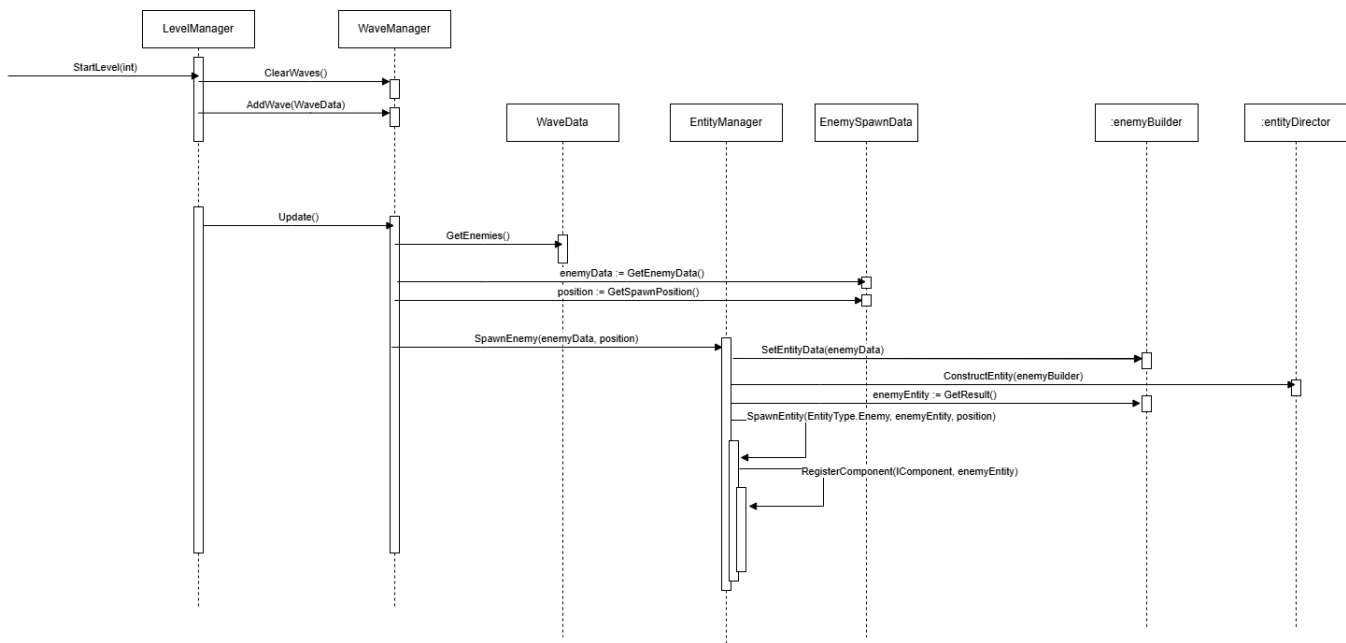 LevelManager
WaveManager
StartLevel(int)
ClearWaves()
AddWave(WaveData)
WaveData
EntityManager
EnemySpawnData
:enemyBuilder
:entityDirector
Update()
GetEnemies()
enemyData := GetEnemyData()
position := GetSpawnPosition()
SpawnEnemy(enemyData, position)
SetEntityData(enemyData)
ConstructEntity(enemyBuilder)
enemyEntity := GetResult()
SpawnEntity(EntityType.Enemy, enemyEntity, position)
RegisterComponent(IComponent, enemyEntity)